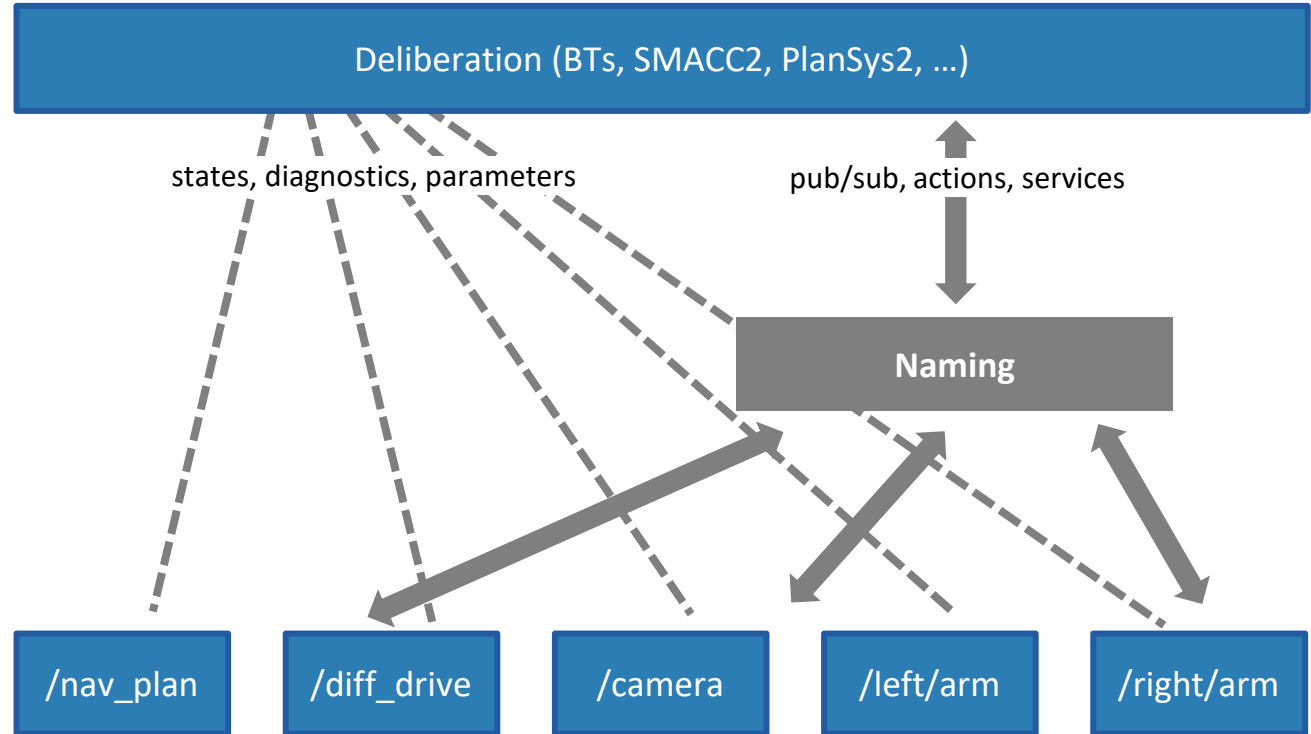 Deliberation (BTs, SMACC2, PlanSys2, …)
states, diagnostics, parameters
pub/sub, actions, services
Naming
/nav_plan
/diff_drive
/camera
/left/arm
/right/arm